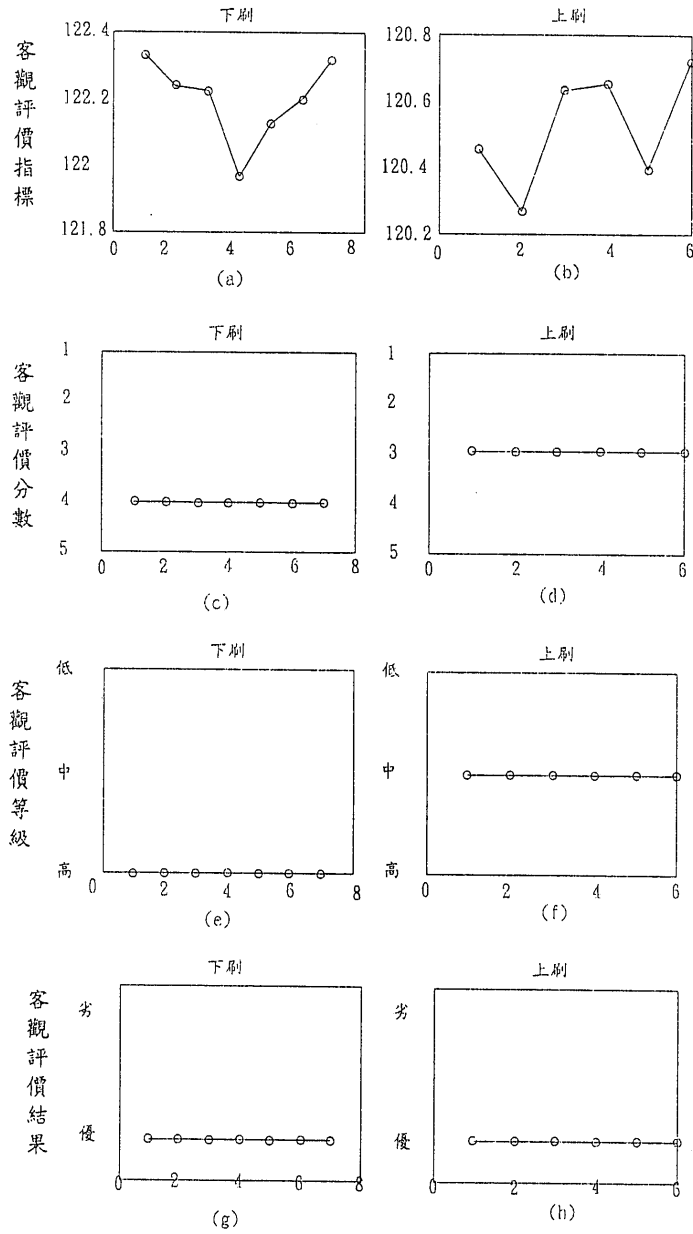 下刷
上刷
客觀評價指標
122.4
122.2
122
121.8
0 2 4 6 8
(a)
120.8
120.6
120.4
120.2
0 2 4 6
(b)
下刷
上刷
客觀評價分數
1
2
3
4
5
0 2 4 6 8
(c)
1
2
3
4
5
0 2 4 6
(d)
下刷
上刷
客觀評價等級
低
中
高
0 2 4 6 8
(e)
低
中
高
0 2 4 6
(f)
下刷
上刷
客觀評價結果
劣
優
0 2 4 6 8
(g)
劣
優
0 2 4 6
(h)